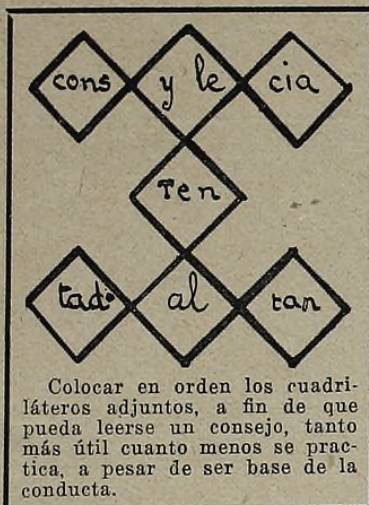 cons y le cia
Ten
tad al tan
Colocar en orden los cuadri-
láteros adjuntos, a fin de que
pueda leerse un consejo, tanto
más útil cuanto menos se prac-
tica, a pesar de ser base de la
conducta.